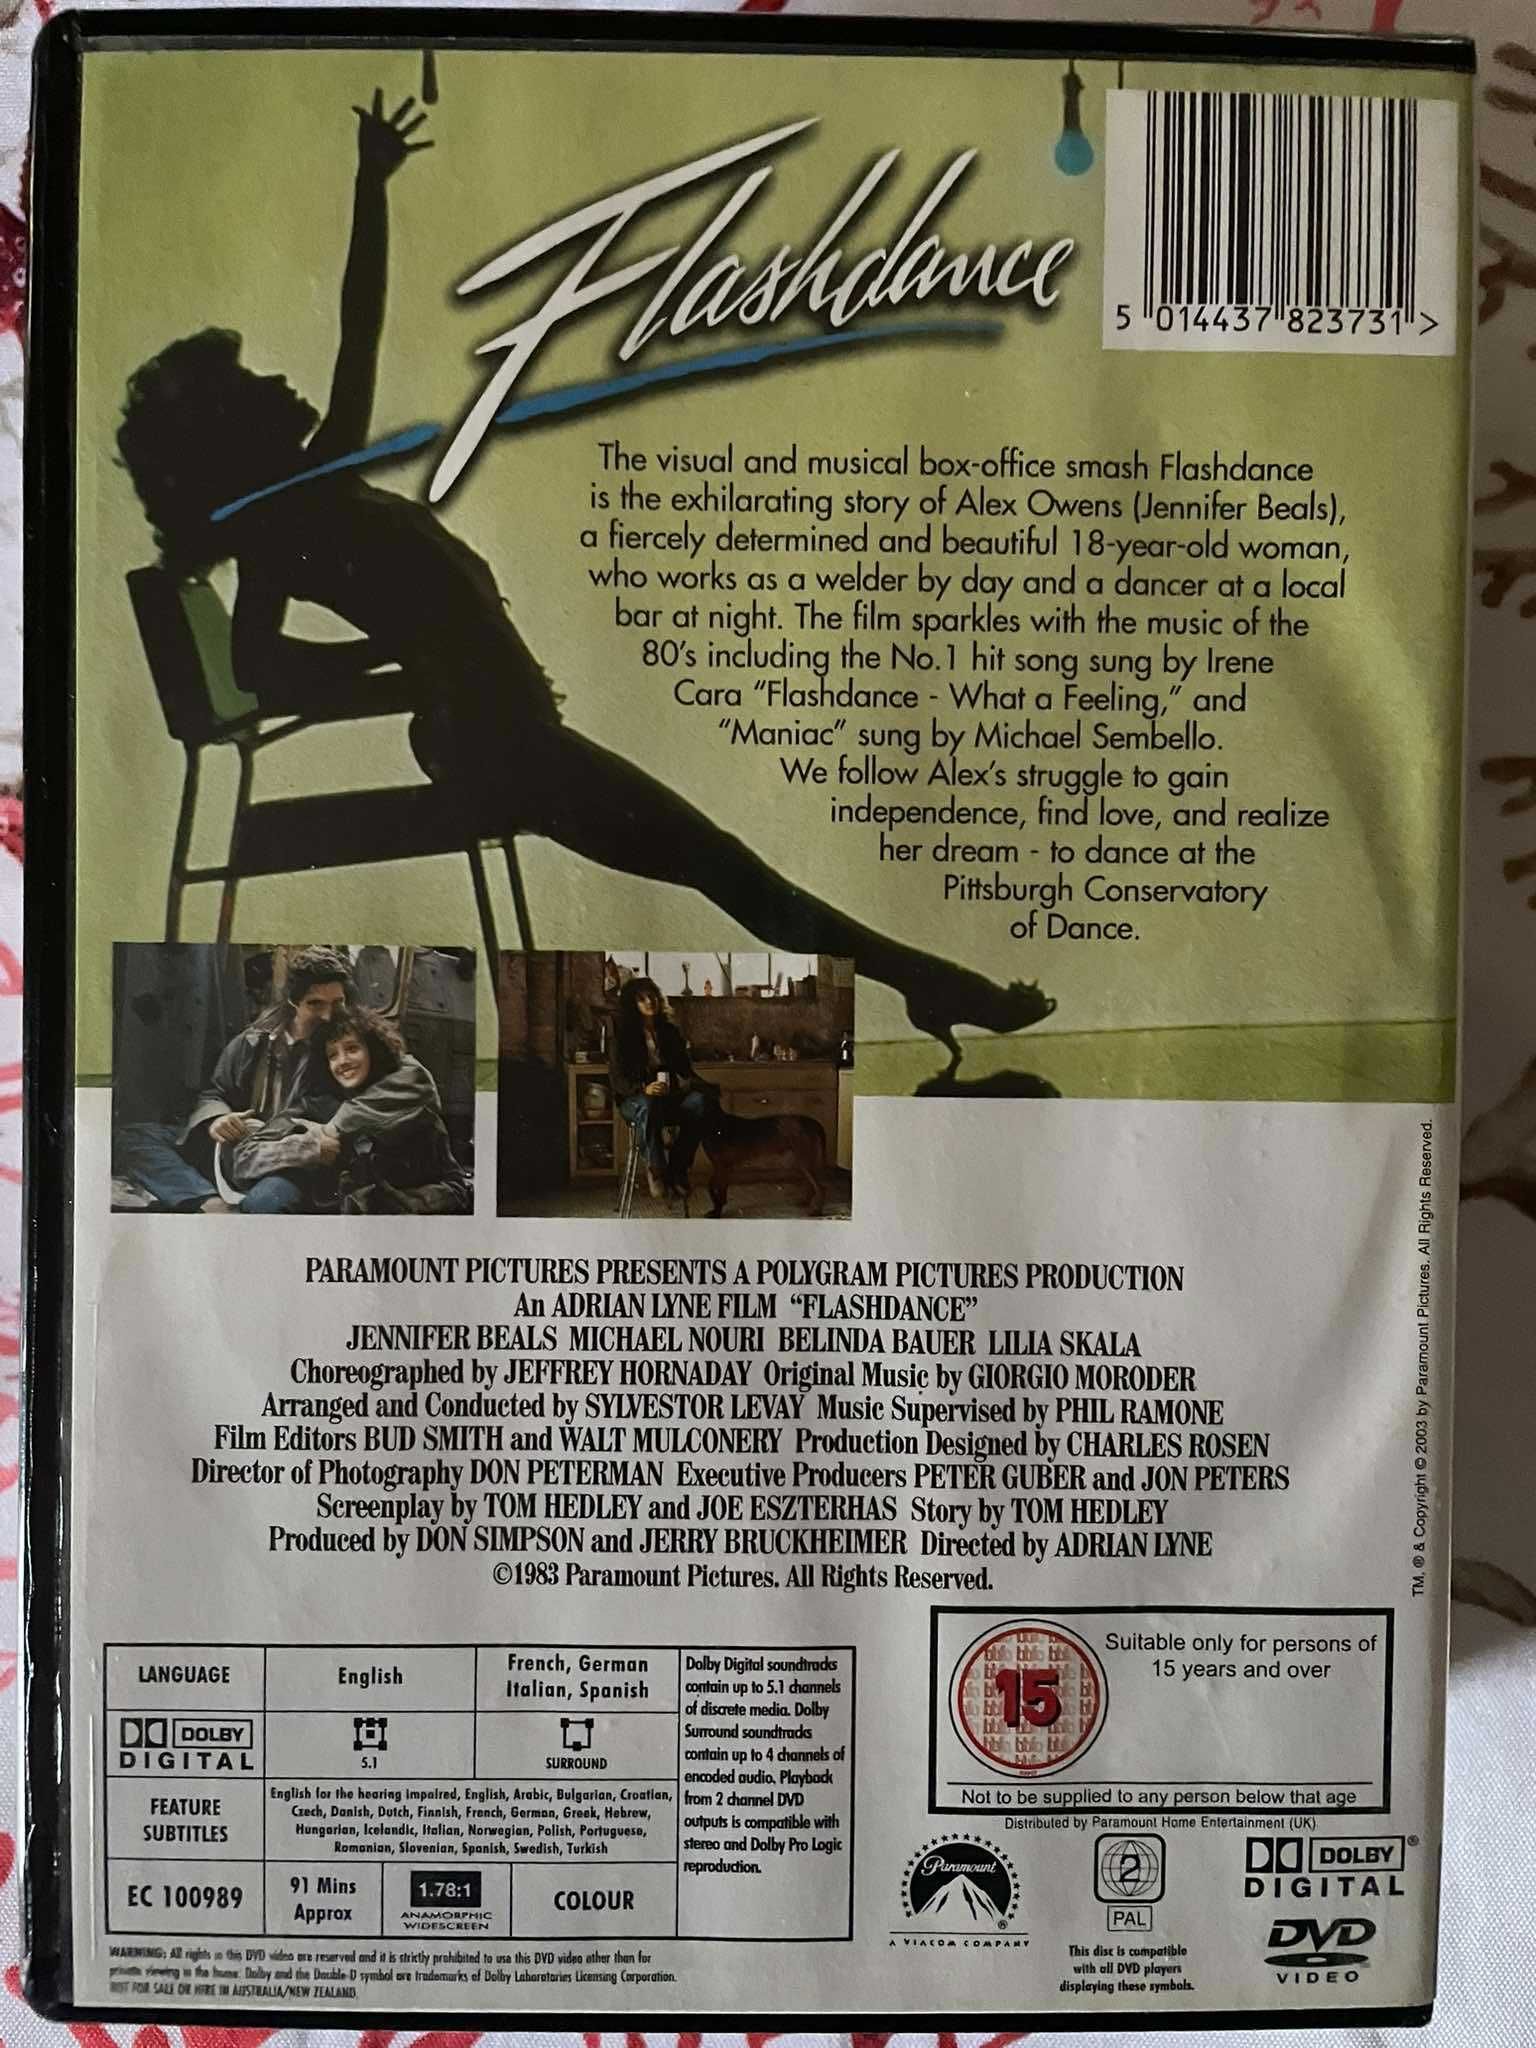 Flashdance
5 014437 823731 >
The visual and musical box-office smash Flashdance
is the exhilarating story of Alex Owens (Jennifer Beals),
a fiercely determined and beautiful 18-year-old woman,
who works as a welder by day and a dancer at a local
bar at night. The film sparkles with the music of the
80's including the No.1 hit song sung by Irene
Cara "Flashdance - What a Feeling," and
"Maniac" sung by Michael Sembello.
We follow Alex's struggle to gain
independence, find love, and realize
her dream - to dance at the
Pittsburgh Conservatory
of Dance.
PARAMOUNT PICTURES PRESENTS A POLYGRAM PICTURES PRODUCTION
An ADRIAN LYNE FILM "FLASHDANCE"
JENNIFER BEALS MICHAEL NOURI BELINDA BAUER LILIA SKALA
Choreographed by JEFFREY HORNADAY Original Music by GIORGIO MORODER
Arranged and Conducted by SYLVESTOR LEVAY Music Supervised by PHIL RAMONE
Film Editors BUD SMITH and WALT MULCONERY Production Designed by CHARLES ROSEN
Director of Photography DON PETERMAN Executive Producers PETER GUBER and JON PETERS
Screenplay by TOM HEDLEY and JOE ESZTERHAS Story by TOM HEDLEY
Produced by DON SIMPSON and JERRY BRUCKHEIMER Directed by ADRIAN LYNE
©1983 Paramount Pictures. All Rights Reserved.
TM, ® & Copyright © 2003 by Paramount Pictures. All Rights Reserved.
LANGUAGE
English
French, German
Italian, Spanish
DOLBY
DIGITAL
5.1
SURROUND
FEATURE
SUBTITLES
English for the hearing impaired, English, Arabic, Bulgarian, Croatian,
Czech, Danish, Dutch, Finnish, French, German, Greek, Hebrew,
Hungarian, Icelandic, Italian, Norwegian, Polish, Portuguese,
Romanian, Slovenian, Spanish, Swedish, Turkish
EC 100989
91 Mins
Approx
1.78:1
ANAMORPHIC
WIDESCREEN
COLOUR
Dolby Digital soundtracks
contain up to 5.1 channels
of discrete media. Dolby
Surround soundtracks
contain up to 4 channels of
encoded audio. Playback
from 2 channel DVD
outputs is compatible with
stereo and Dolby Pro Logic
reproduction.
WARNING: All rights in this DVD video are reserved and it is strictly prohibited to use this DVD video other than for
private viewing in the home. Dolby and the Double-D symbol are trademarks of Dolby Laboratories Licensing Corporation.
NOT FOR SALE OR HIRE IN AUSTRALIA/NEW ZEALAND.
15
Suitable only for persons of
15 years and over
Not to be supplied to any person below that age
Distributed by Paramount Home Entertainment (UK)
Paramount
A VIACOM COMPANY
2
PAL
This disc is compatible
with all DVD players
displaying these symbols.
DOLBY ®
DIGITAL
DVD
VIDEO